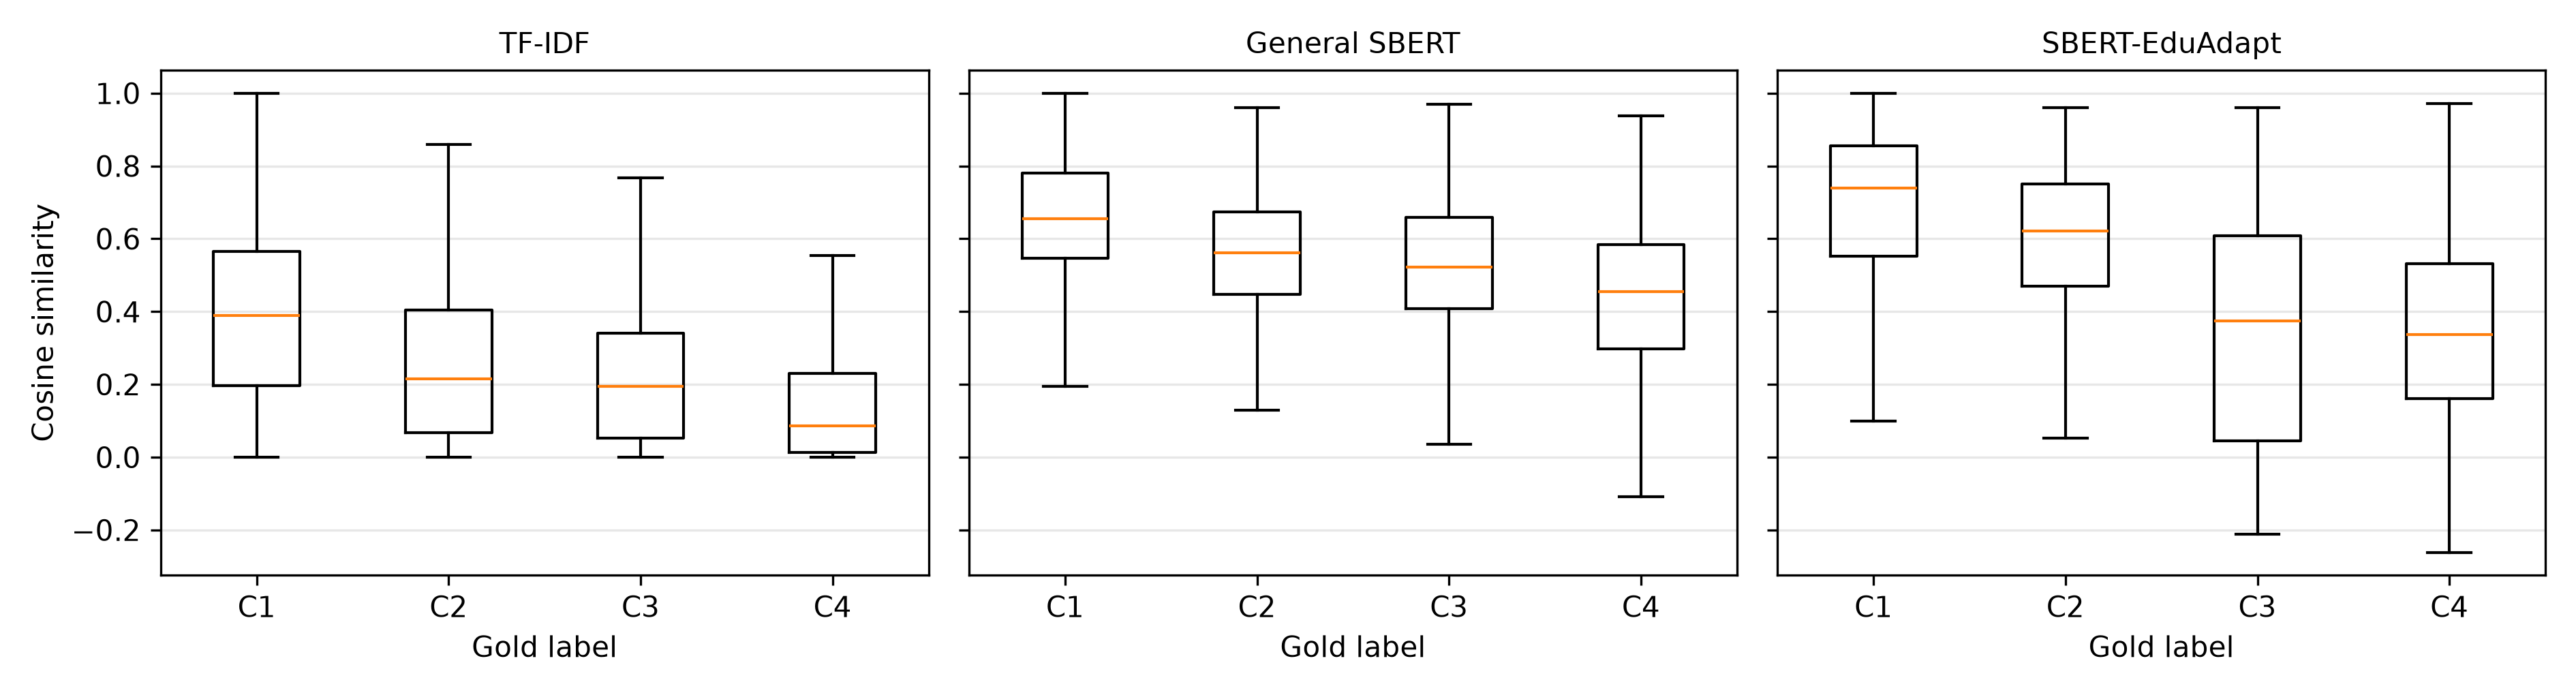 TF-IDF
General SBERT
SBERT-EduAdapt
Cosine similarity
1.0
0.8
0.6
0.4
0.2
0.0
−0.2
C1 C2 C3 C4
C1 C2 C3 C4
C1 C2 C3 C4
Gold label
Gold label
Gold label